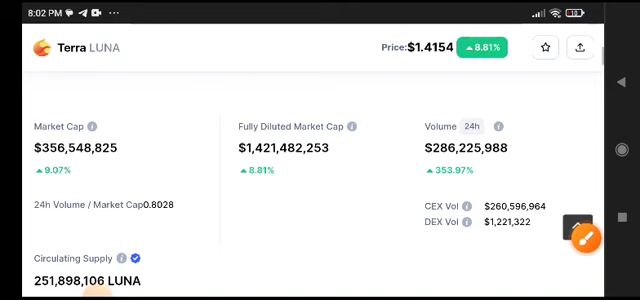 8:02 PM
Terra LUNA
Price:$1.4154 8.81%
Market Cap
$356,548,825
9.07%
24h Volume / Market Cap0.8028
Fully Diluted Market Cap
$1,421,482,253
8.81%
Volume 24h
$286,225,988
353.97%
CEX Vol $260,596,964
DEX Vol $1,221,322
Circulating Supply
251,898,106 LUNA